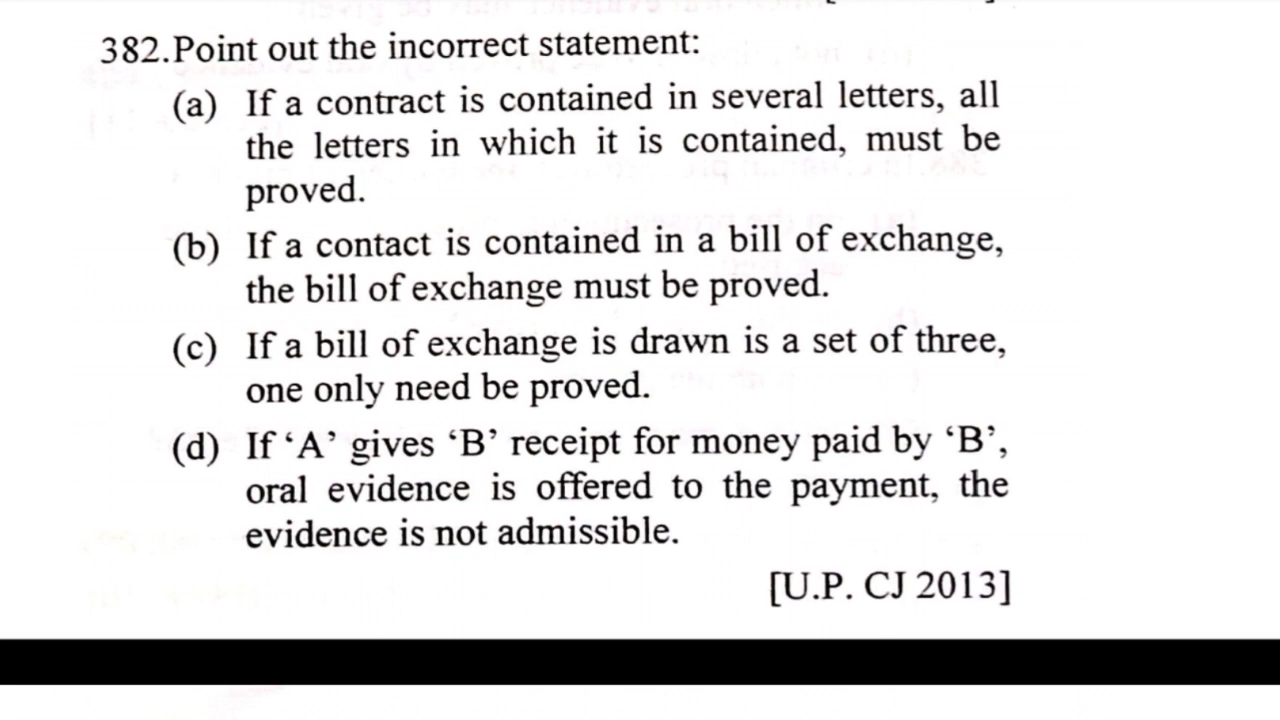 382. Point out the incorrect statement:
(a) If a contract is contained in several letters, all
the letters in which it is contained, must be
proved.
(b) If a contact is contained in a bill of exchange,
the bill of exchange must be proved.
(c) If a bill of exchange is drawn is a set of three,
one only need be proved.
(d) If ‘A’ gives ‘B’ receipt for money paid by ‘B’,
oral evidence is offered to the payment, the
evidence is not admissible.
[U.P. CJ 2013]